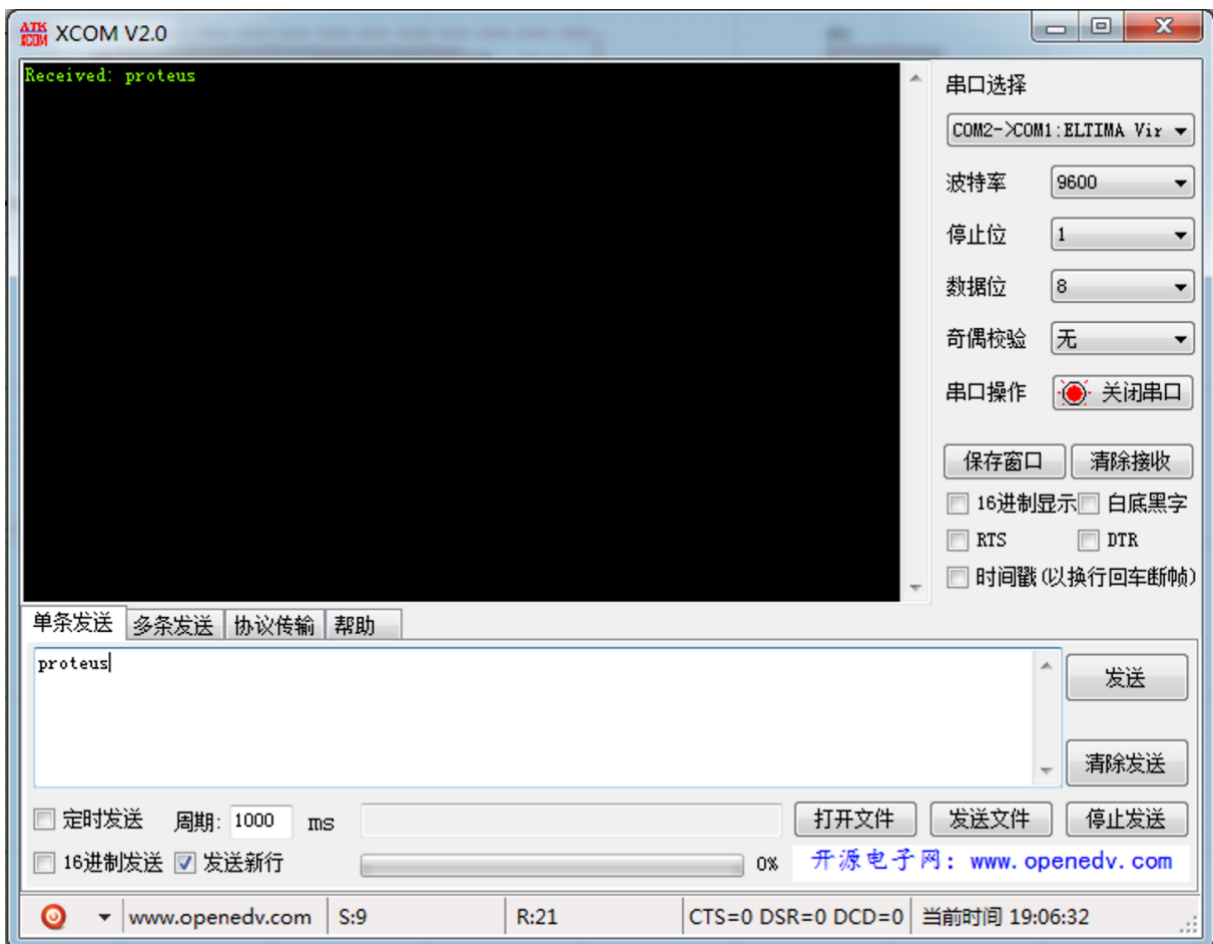 ATK XCOM XCOM V2.0
Received: proteus
串口选择
COM2->COM1:ELTIMA Vir
波特率 9600
停止位 1
数据位 8
奇偶校验 无
串口操作 关闭串口
保存窗口 清除接收
16进制显示 白底黑字
RTS DTR
时间戳(以换行回车断帧)
单条发送 多条发送 协议传输 帮助
proteus
发送
清除发送
定时发送 周期: 1000 ms 打开文件 发送文件 停止发送
16进制发送 发送新行 0% 开源电子网: www.openedv.com
www.openedv.com S:9 R:21 CTS=0 DSR=0 DCD=0 当前时间 19:06:32